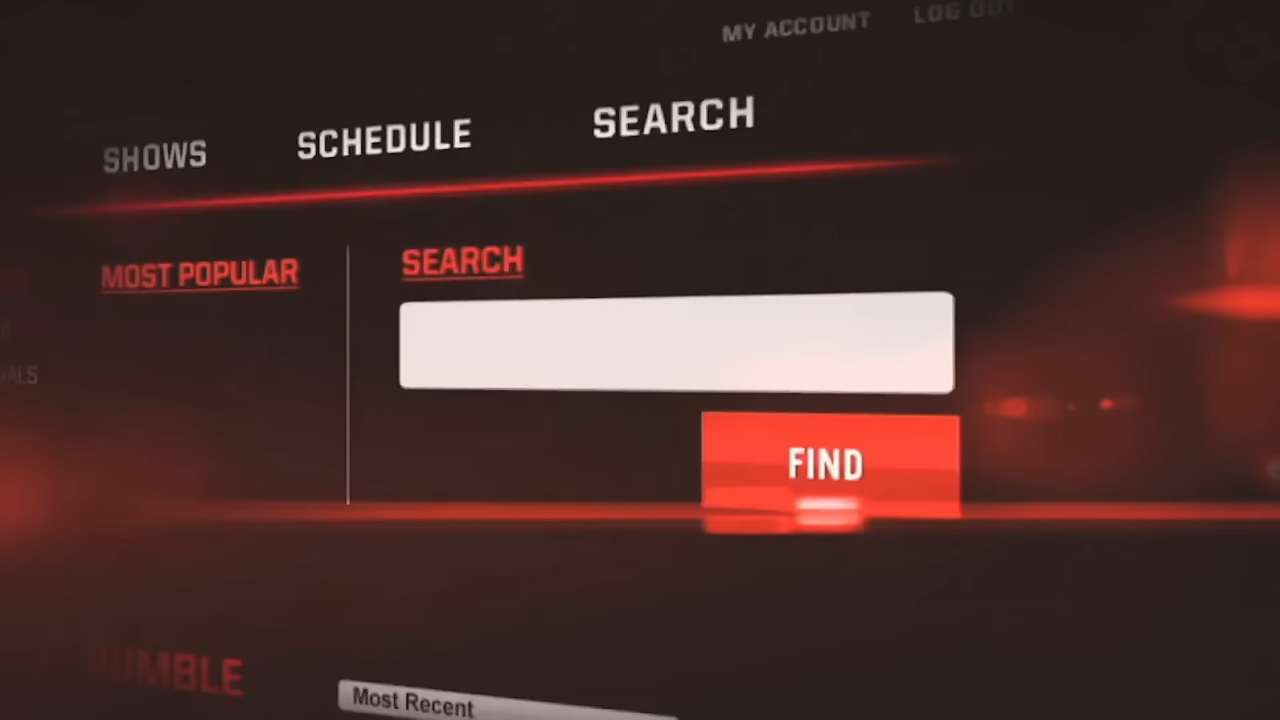 MY ACCOUNT LOG OUT
SHOWS SCHEDULE SEARCH
MOST POPULAR
SEARCH
FIND
Most Recent